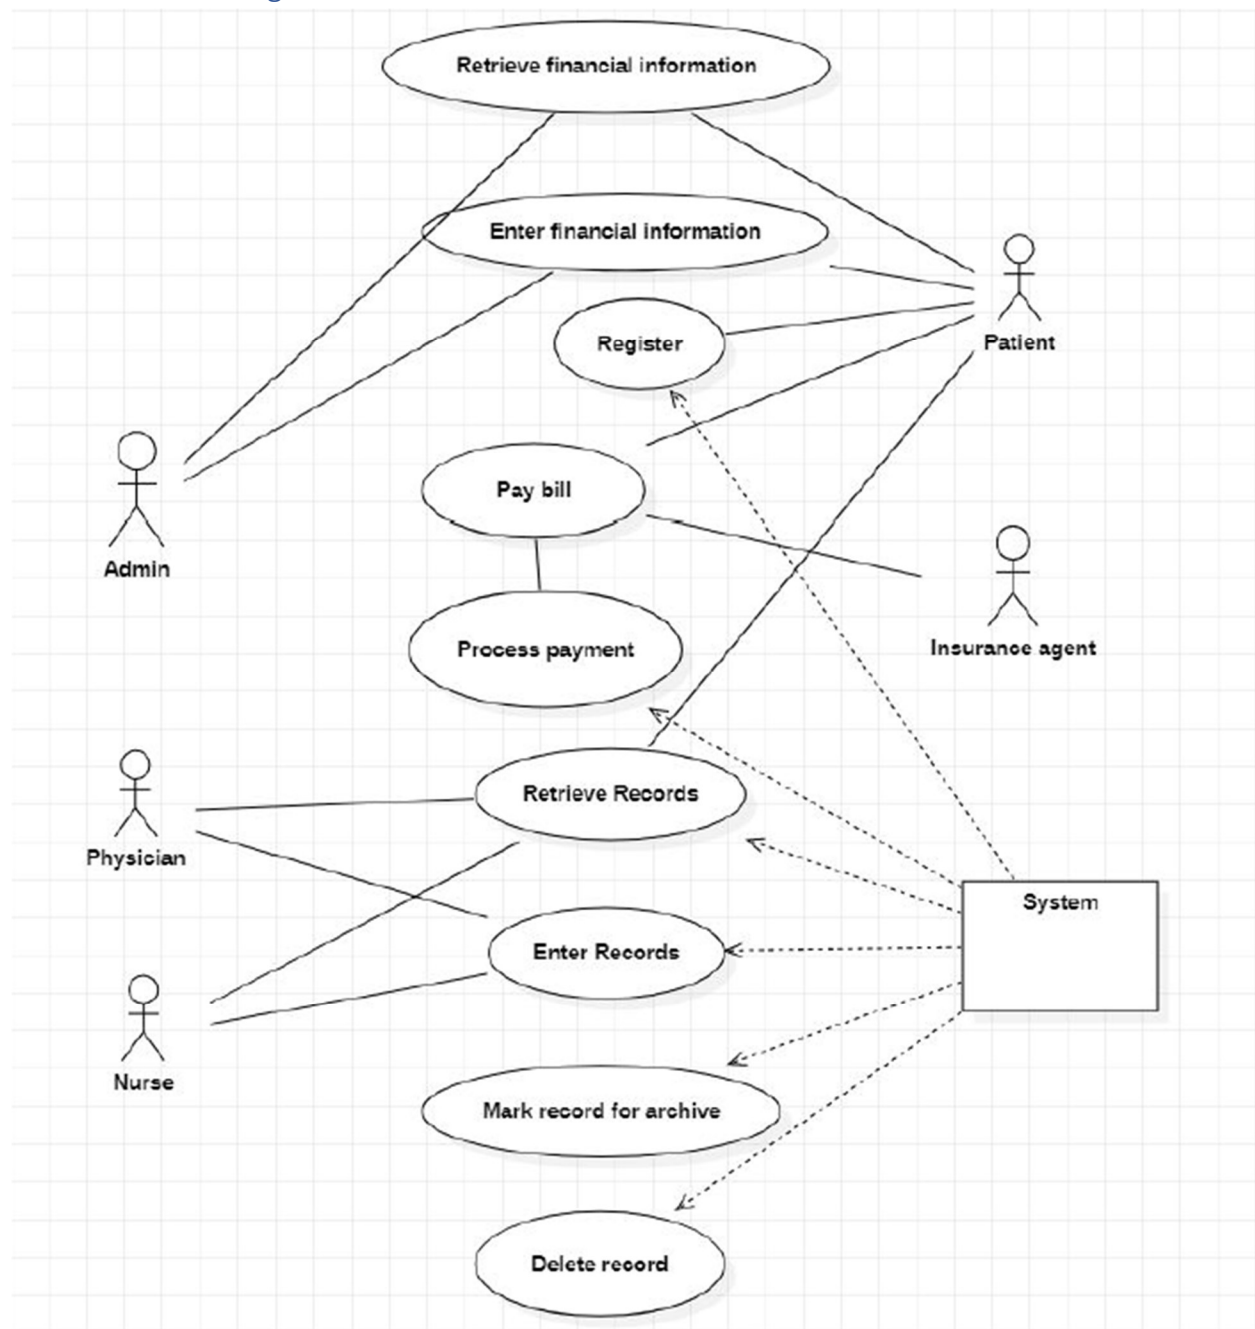 Retrieve financial information
Enter financial information
Register
Patient
Pay bill
Admin
Process payment
Insurance agent
Retrieve Records
Physician
System
Enter Records
Nurse
Mark record for archive
Delete record